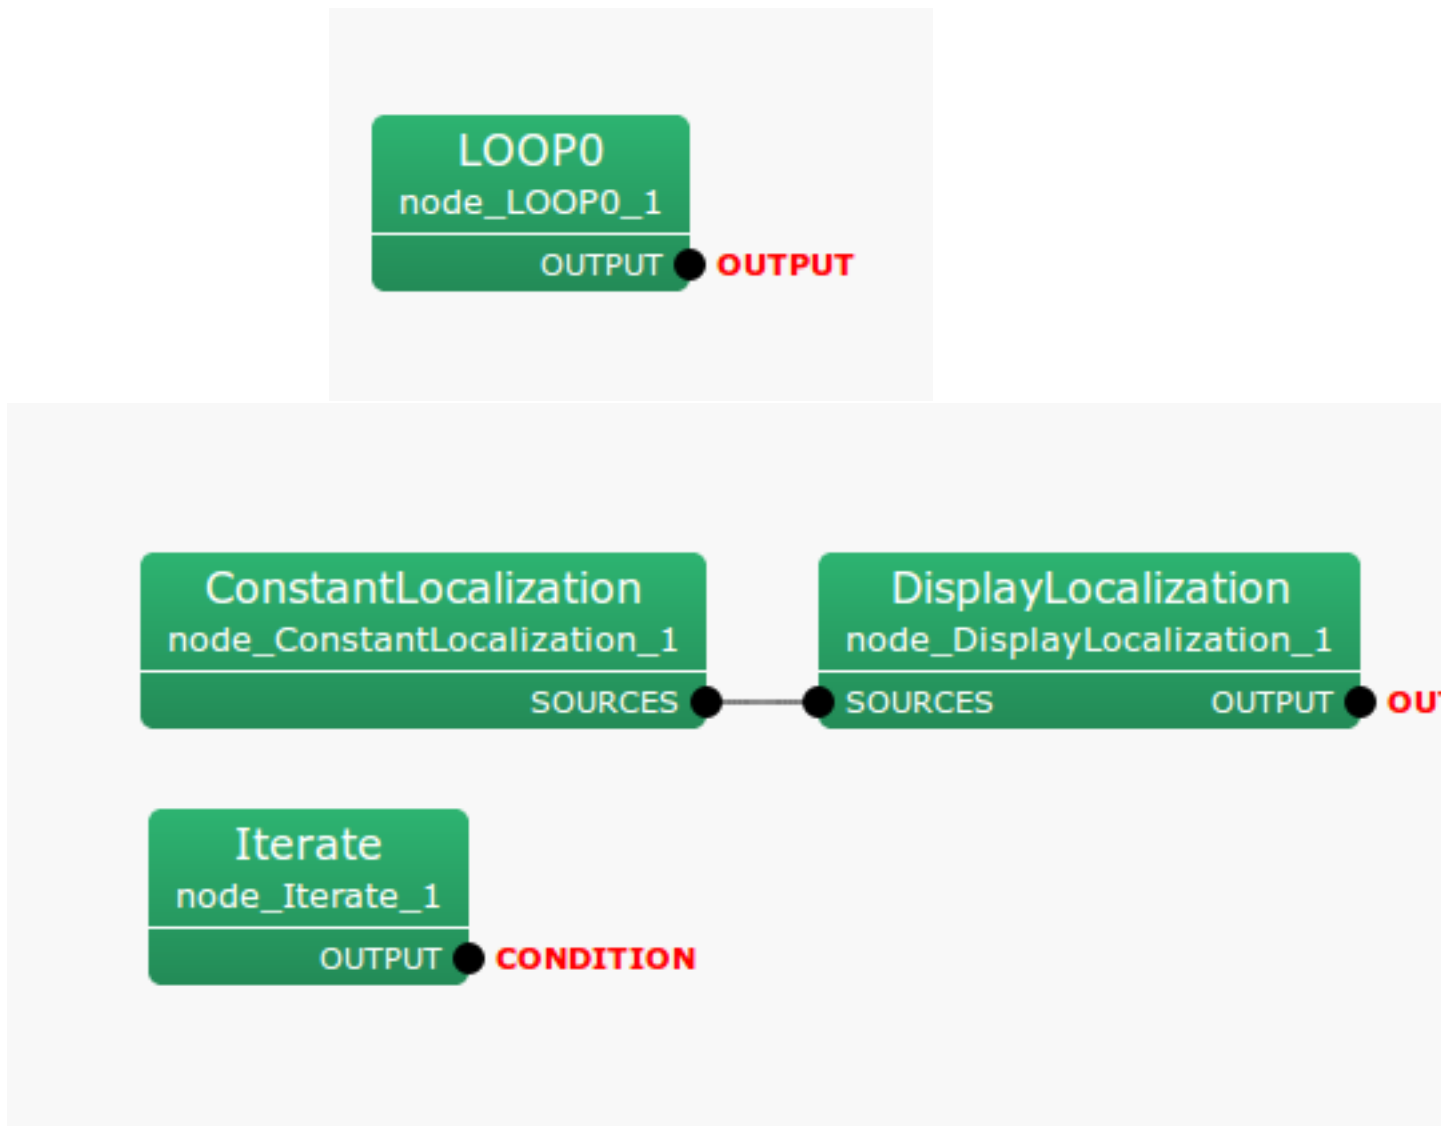 LOOP0
node_LOOP0_1
OUTPUT OUTPUT
ConstantLocalization
node_ConstantLocalization_1
SOURCES
DisplayLocalization
node_DisplayLocalization_1
SOURCES OUTPUT
Iterate
node_Iterate_1
OUTPUT CONDITION